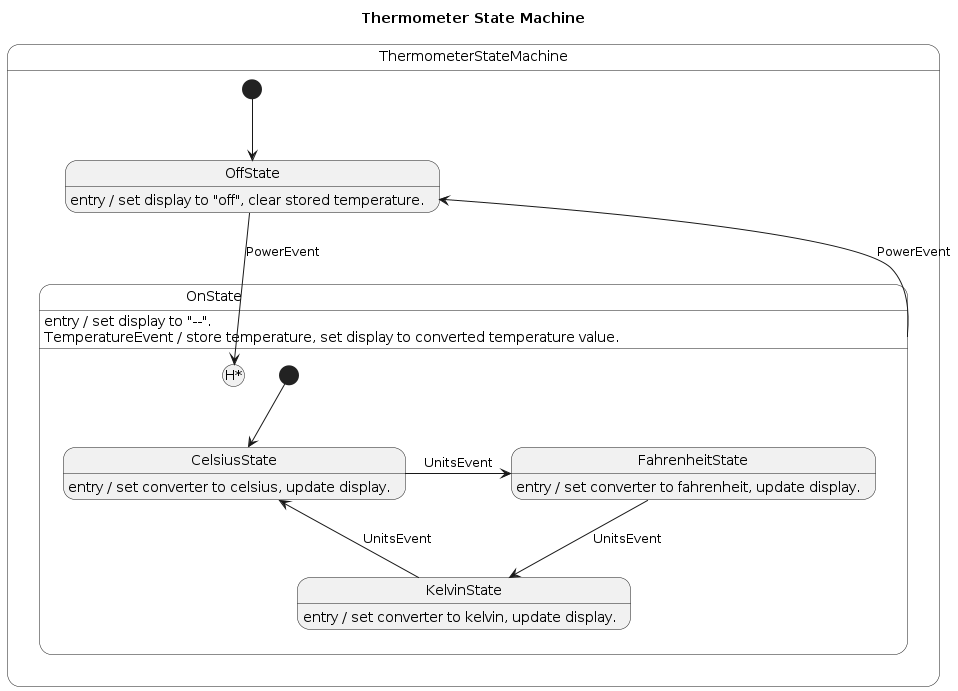 Thermometer State Machine
ThermometerStateMachine
OffState
entry / set display to "off", clear stored temperature.
PowerEvent
PowerEvent
OnState
entry / set display to "--".
TemperatureEvent / store temperature, set display to converted temperature value.
H*
CelsiusState
entry / set converter to celsius, update display.
UnitsEvent
FahrenheitState
entry / set converter to fahrenheit, update display.
UnitsEvent
UnitsEvent
KelvinState
entry / set converter to kelvin, update display.